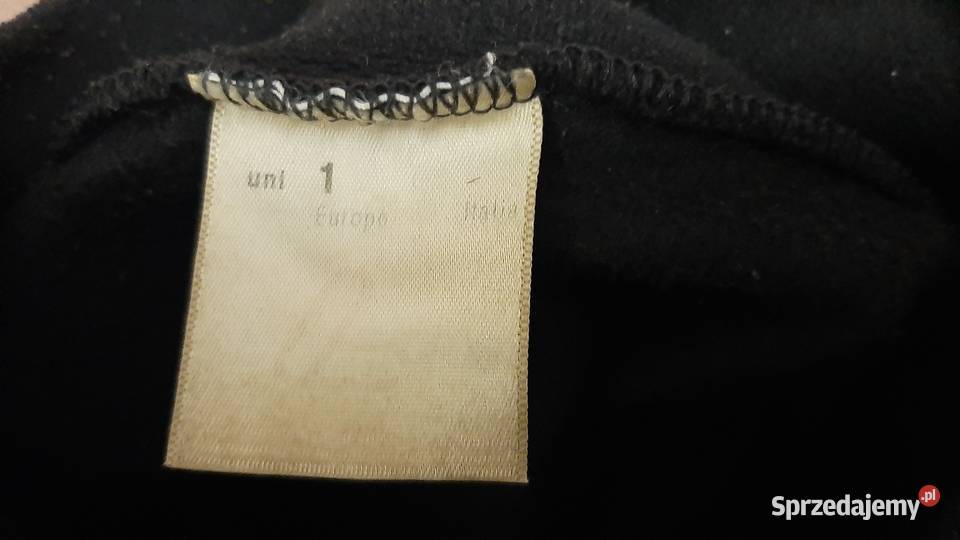 uni 1
Europe Italia
Sprzedajemy.pl